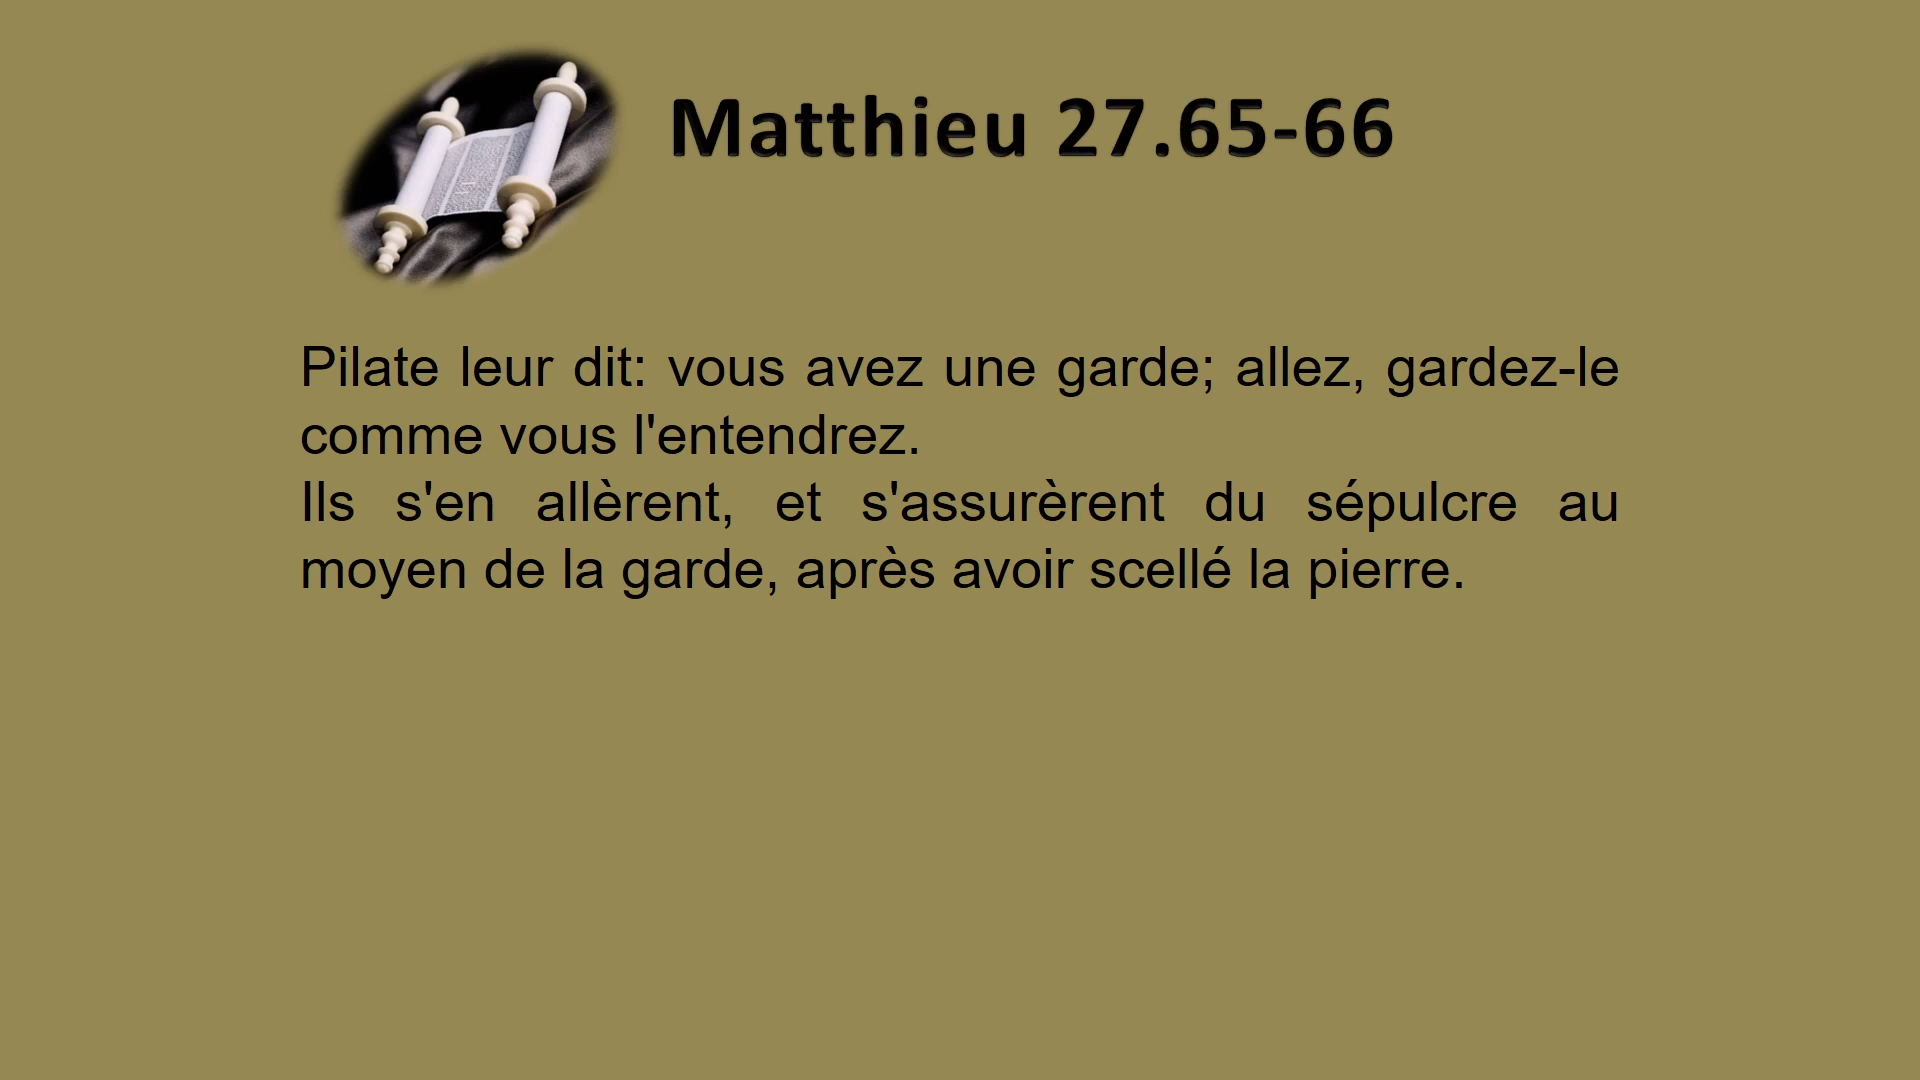 Matthieu 27.65-66
Pilate leur dit: vous avez une garde; allez, gardez-le
comme vous l'entendrez.
Ils s'en allèrent, et s'assurèrent du sépulcre au
moyen de la garde, après avoir scellé la pierre.